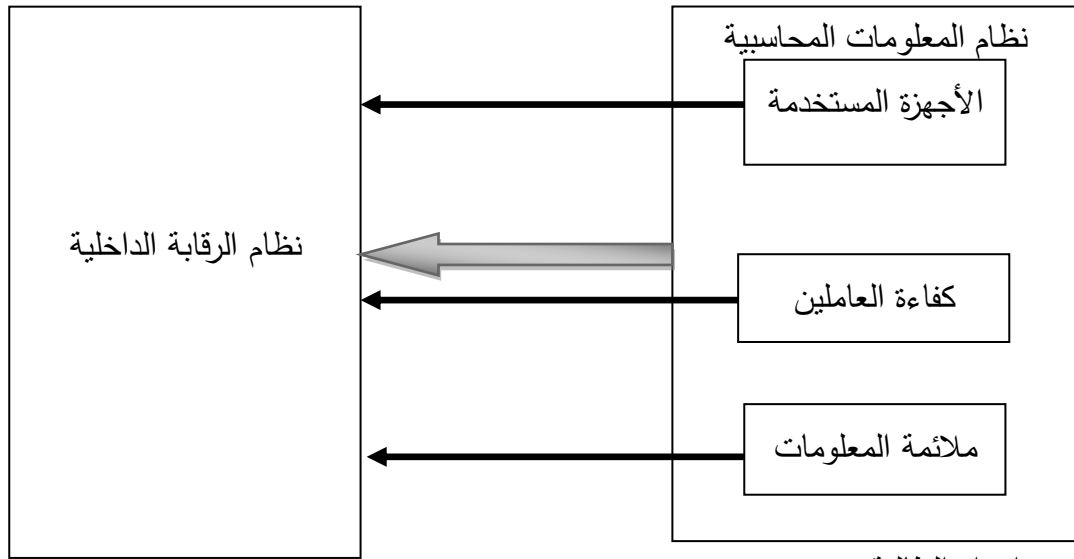 نظام المعلومات المحاسبية
الأجهزة المستخدمة
نظام الرقابة الداخلية
كفاءة العاملين
ملائمة المعلومات